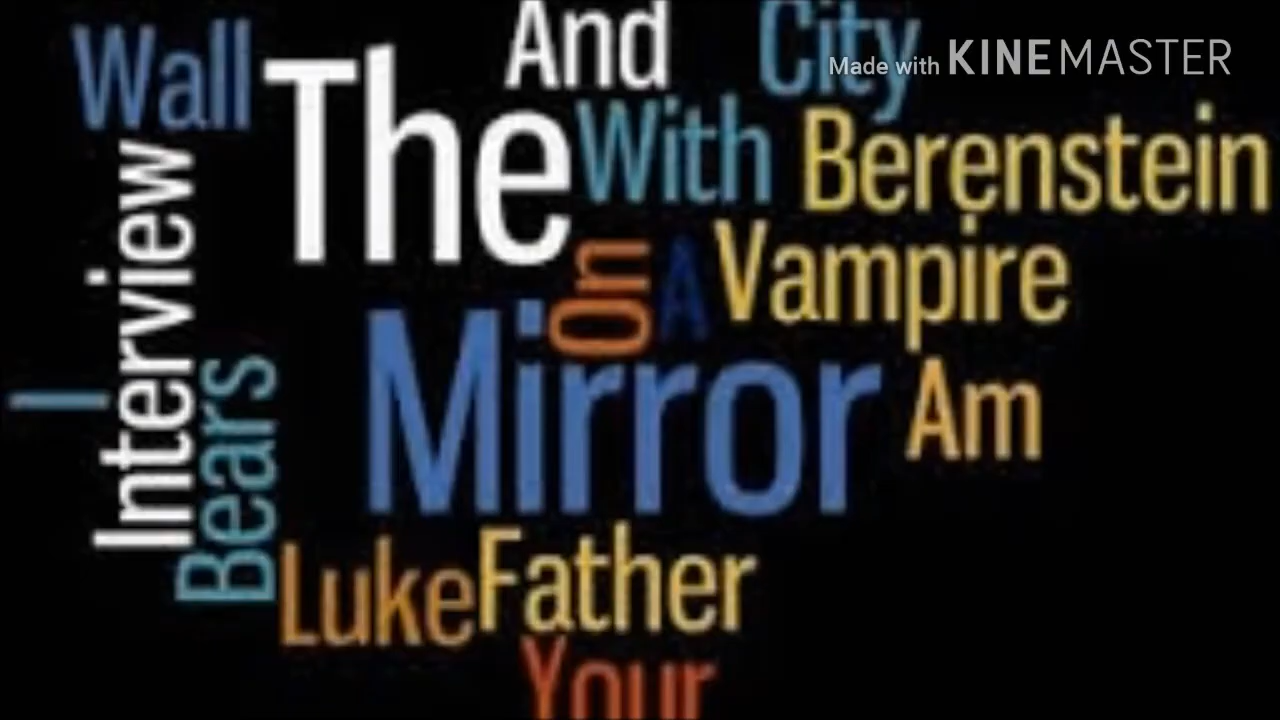 And
City
Made with KINEMASTER
Wall
The
With
Berenstein
Interview
On
A
Vampire
I
Bears
Mirror
Am
Luke
Father
Your